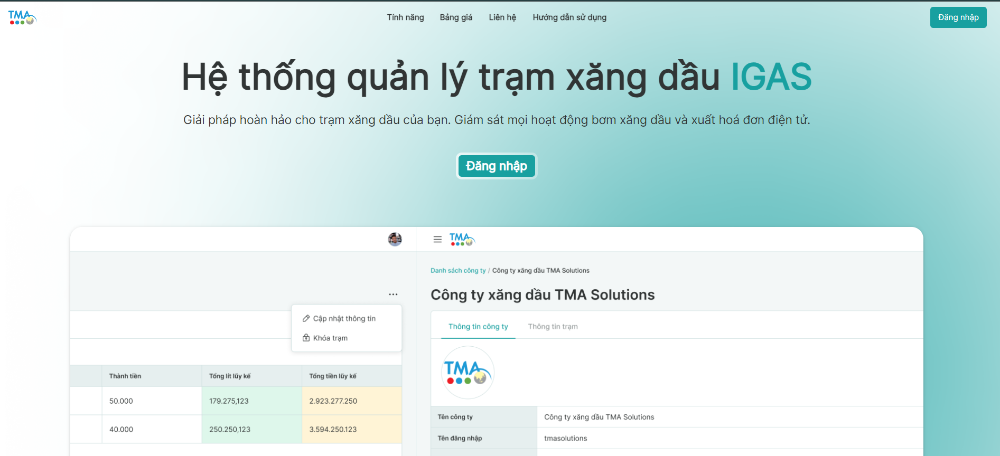 TMA
Tính năng
Bảng giá
Liên hệ
Hướng dẫn sử dụng
Đăng nhập
Hệ thống quản lý trạm xăng dầu IGAS
Giải pháp hoàn hảo cho trạm xăng dầu của bạn. Giám sát mọi hoạt động bơm xăng dầu và xuất hoá đơn điện tử.
Đăng nhập
Cập nhật thông tin
Khóa trạm
Thành tiền
Tổng lít lũy kế
Tổng tiền lũy kế
50.000
179.275,123
2.923.277.250
40.000
250.250,123
3.594.250.123
TMA
Danh sách công ty / Công ty xăng dầu TMA Solutions
Công ty xăng dầu TMA Solutions
Thông tin công ty
Thông tin trạm
TMA
Tên công ty
Công ty xăng dầu TMA Solutions
Tên đăng nhập
tmasolutions